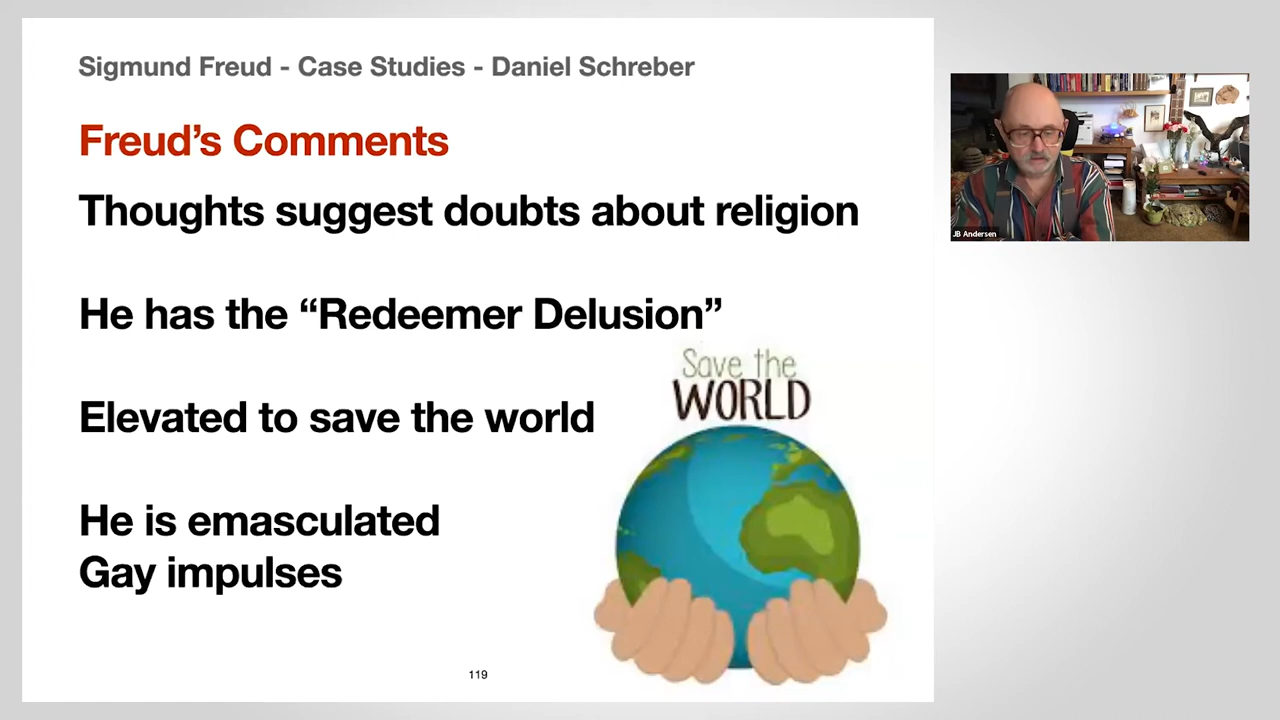 Sigmund Freud - Case Studies - Daniel Schreber
Freud’s Comments
Thoughts suggest doubts about religion
He has the “Redeemer Delusion”
Save the
WORLD
Elevated to save the world
He is emasculated
Gay impulses
119
JB Andersen